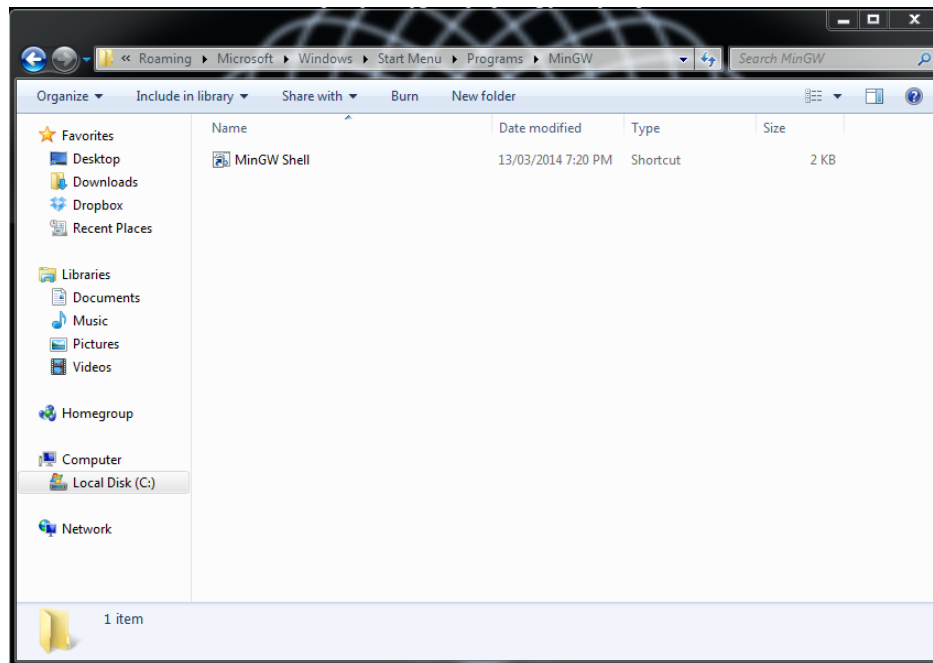 « Roaming ▸ Microsoft ▸ Windows ▸ Start Menu ▸ Programs ▸ MinGW
Search MinGW
Organize Include in library Share with Burn New folder
Favorites
Desktop
Downloads
Dropbox
Recent Places
Libraries
Documents
Music
Pictures
Videos
Homegroup
Computer
Local Disk (C:)
Network
Name Date modified Type Size
MinGW Shell 13/03/2014 7:20 PM Shortcut 2 KB
1 item